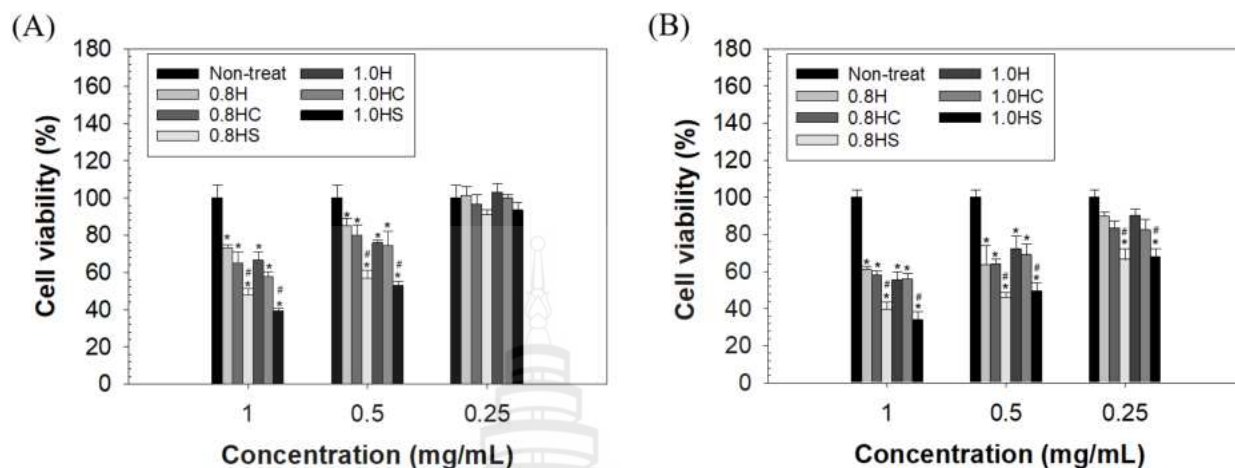 (A)
180
160
140
120
100
80
60
40
20
0
Cell viability (%)
Non-treat
0.8H
0.8HC
0.8HS
1.0H
1.0HC
1.0HS
* * # * * * # *
* * # * * * # *
1 0.5 0.25
Concentration (mg/mL)
(B)
180
160
140
120
100
80
60
40
20
0
Cell viability (%)
Non-treat
0.8H
0.8HC
0.8HS
1.0H
1.0HC
1.0HS
* * # * * * # *
* * # * * * # *
# * # *
1 0.5 0.25
Concentration (mg/mL)